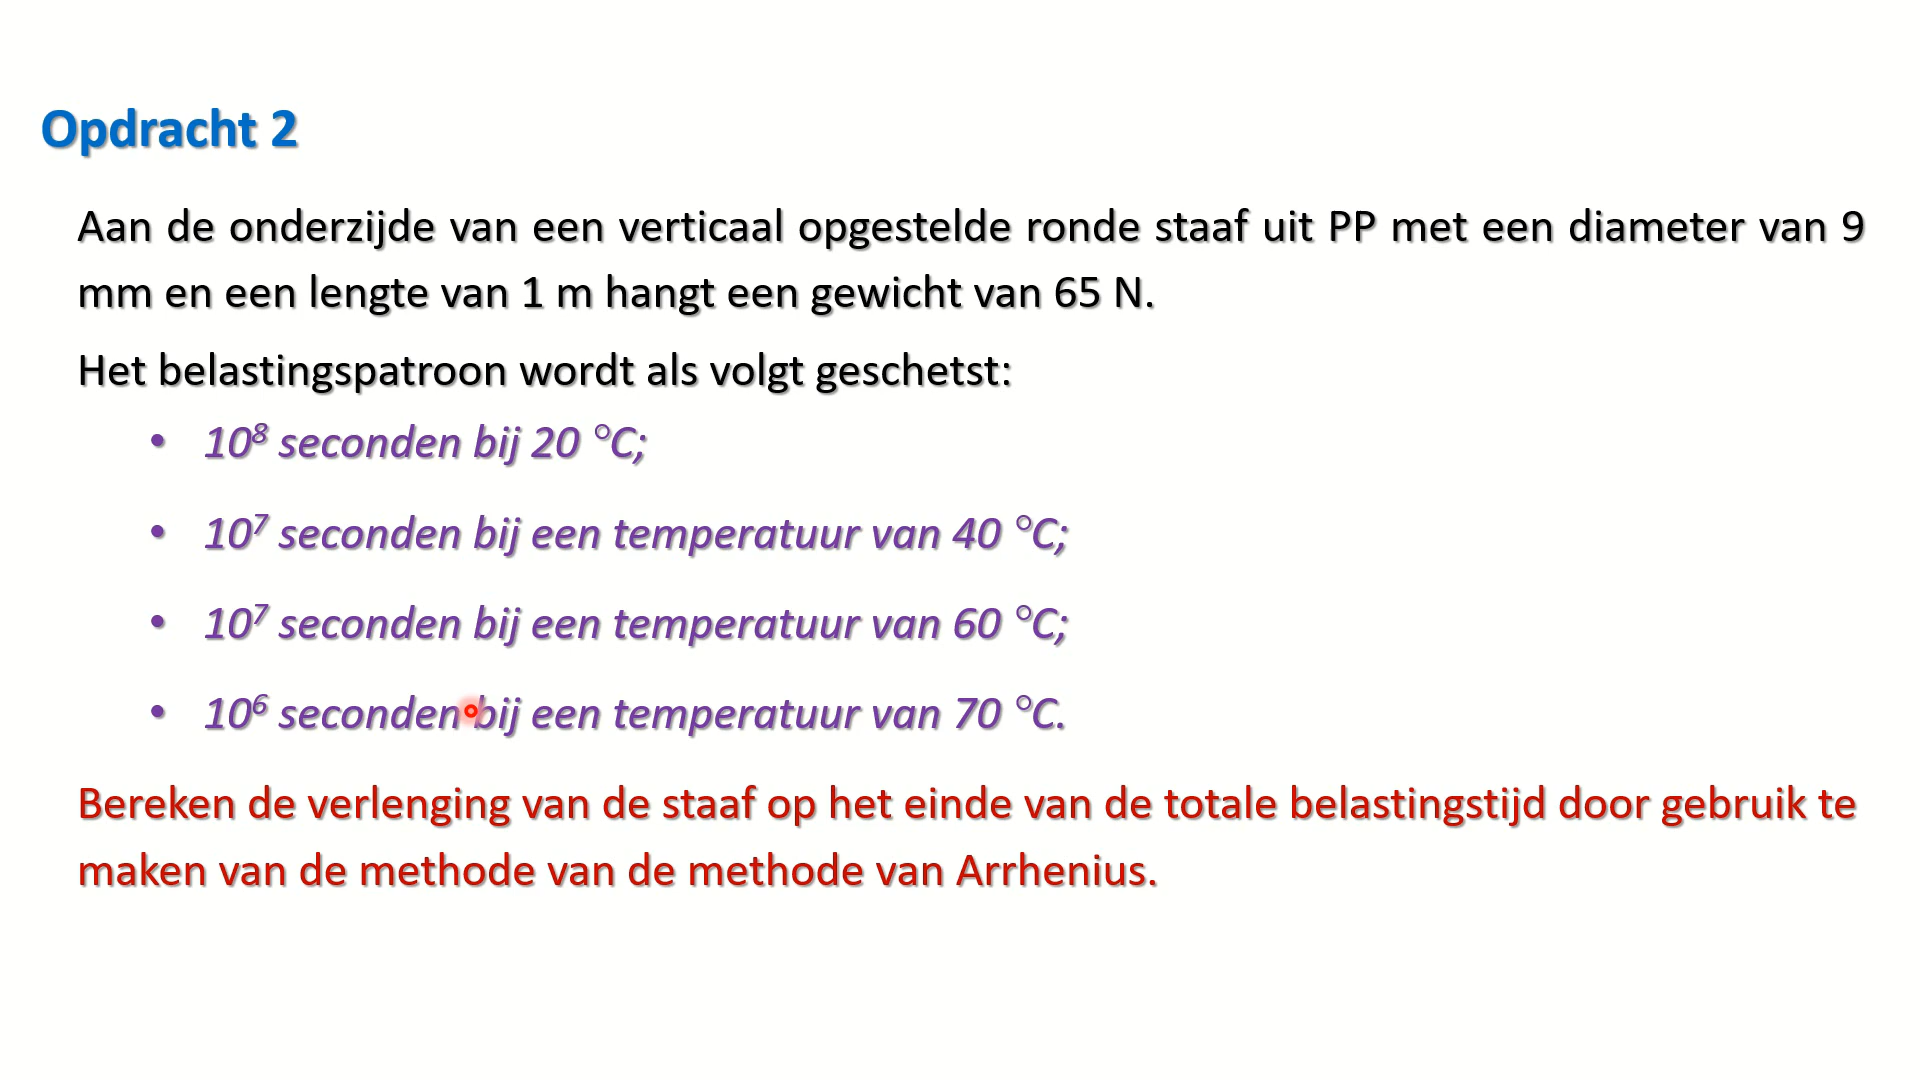 Opdracht 2
Aan de onderzijde van een verticaal opgestelde ronde staaf uit PP met een diameter van 9
mm en een lengte van 1 m hangt een gewicht van 65 N.
Het belastingspatroon wordt als volgt geschetst:
• 10⁸ seconden bij 20 °C;
• 10⁷ seconden bij een temperatuur van 40 °C;
• 10⁷ seconden bij een temperatuur van 60 °C;
• 10⁶ seconden bij een temperatuur van 70 °C.
Bereken de verlenging van de staaf op het einde van de totale belastingstijd door gebruik te
maken van de methode van de methode van Arrhenius.